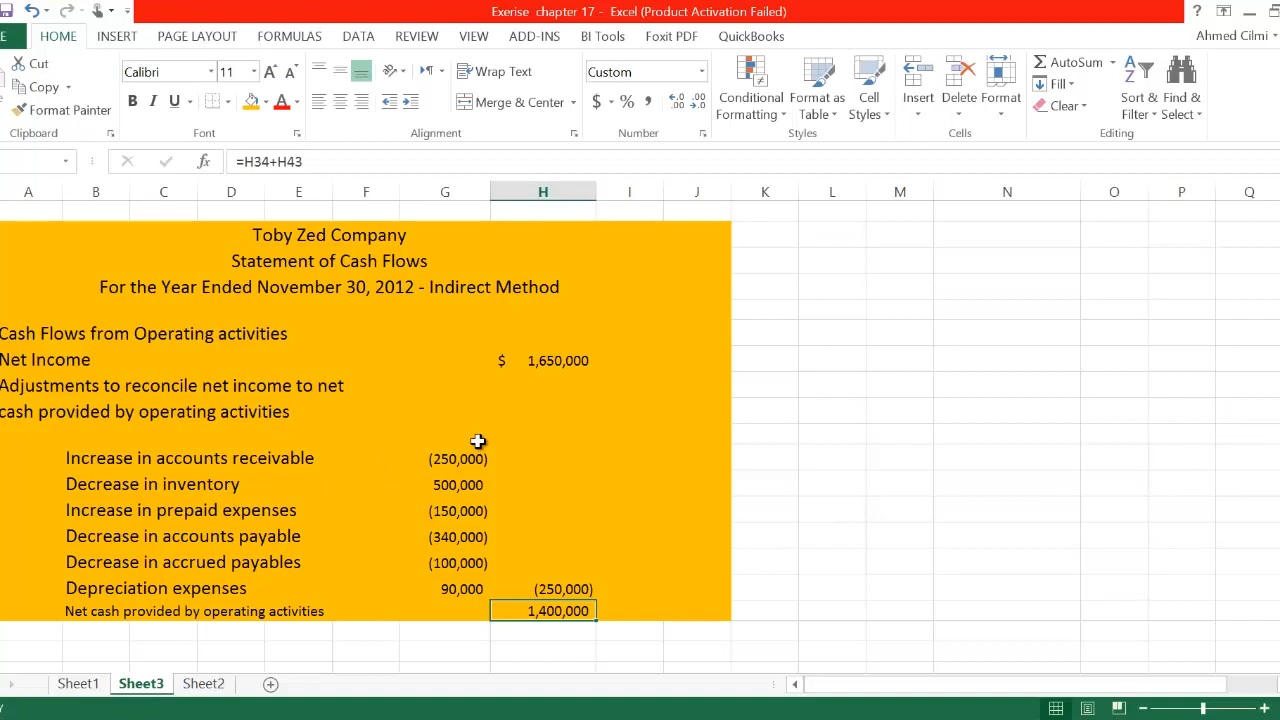 Exerise chapter 17 - Excel (Product Activation Failed)
?
E HOME INSERT PAGE LAYOUT FORMULAS DATA REVIEW VIEW ADD-INS BI Tools Foxit PDF QuickBooks Ahmed Cilmi
Cut Calibri 11 A A Wrap Text Custom AutoSum
Copy B I U A Merge & Center $ % , .0 .00 .00 .0 Conditional Formatting Format as Table Cell Styles Insert Delete Format Fill Sort & Filter Find & Select
Format Painter Clear
Clipboard Font Alignment Number Styles Cells Editing
fx =H34+H43
A B C D E F G H I J K L M N O P Q
Toby Zed Company
Statement of Cash Flows
For the Year Ended November 30, 2012 - Indirect Method
Cash Flows from Operating activities
Net Income $ 1,650,000
Adjustments to reconcile net income to net
cash provided by operating activities
Increase in accounts receivable (250,000)
Decrease in inventory 500,000
Increase in prepaid expenses (150,000)
Decrease in accounts payable (340,000)
Decrease in accrued payables (100,000)
Depreciation expenses 90,000 (250,000)
Net cash provided by operating activities 1,400,000
Sheet1 Sheet3 Sheet2